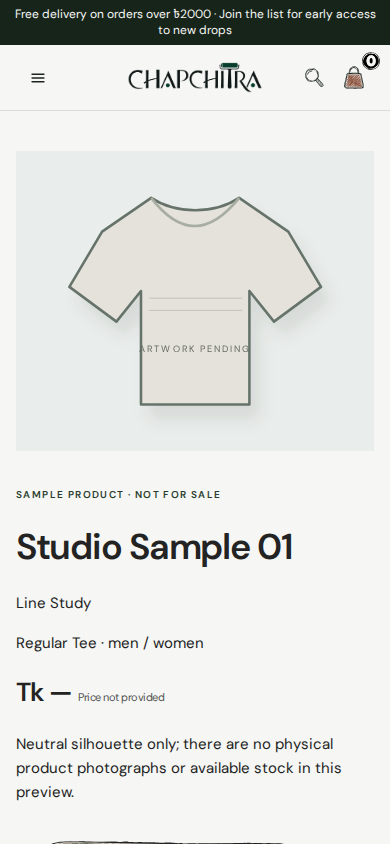 Free delivery on orders over ৳2000 · Join the list for early access
to new drops
CHAPCHITRA
0
ARTWORK PENDING
SAMPLE PRODUCT · NOT FOR SALE
Studio Sample 01
Line Study
Regular Tee · men / women
Tk — Price not provided
Neutral silhouette only; there are no physical
product photographs or available stock in this
preview.